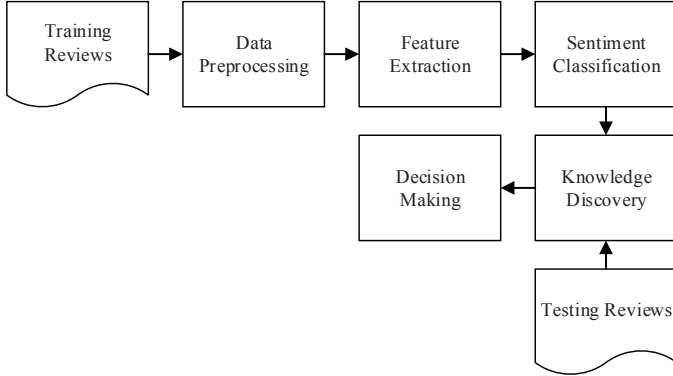 Training
Reviews
Data
Preprocessing
Feature
Extraction
Sentiment
Classification
Decision
Making
Knowledge
Discovery
Testing Reviews